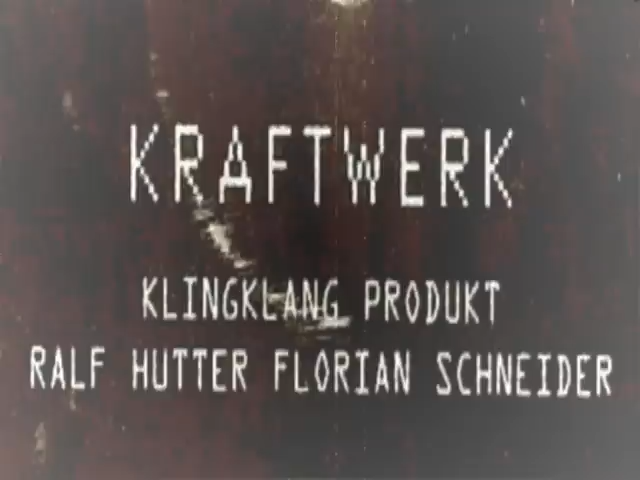 KRAFTWERK
KLINGKLANG PRODUKT
RALF HUTTER FLORIAN SCHNEIDER